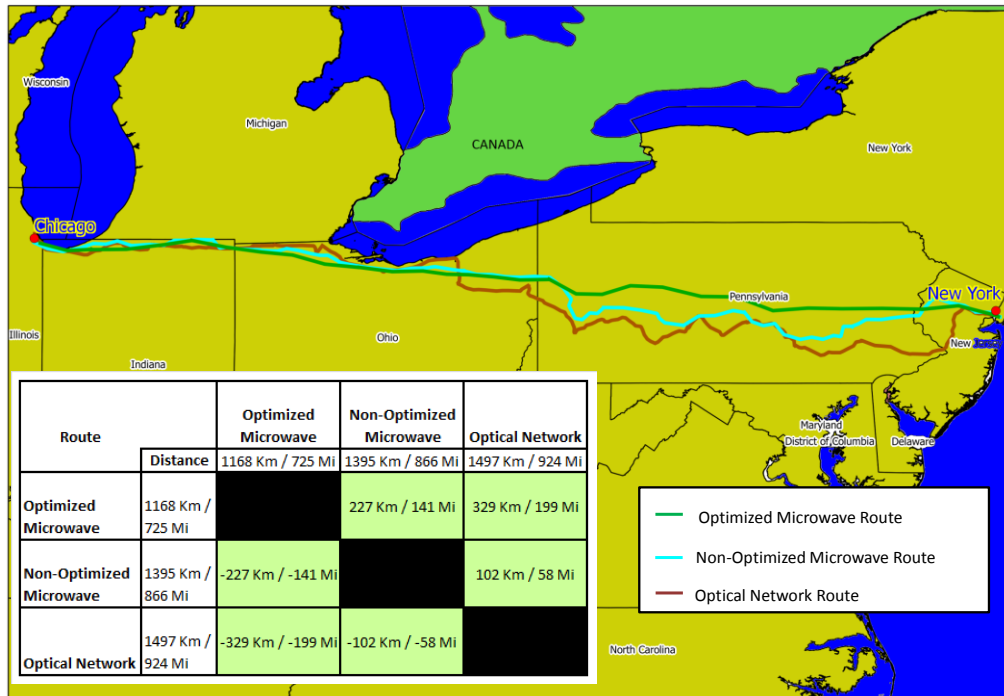 Wisconsin
Michigan
CANADA
New York
Chicago
Pennsylvania
New York
Illinois
Ohio
New Jersey
Indiana
Maryland
District of Columbia
Delaware
North Carolina
Route
Optimized Microwave
Non-Optimized Microwave
Optical Network
Distance
1168 Km / 725 Mi
1395 Km / 866 Mi
1497 Km / 924 Mi
Optimized Microwave
1168 Km / 725 Mi
227 Km / 141 Mi
329 Km / 199 Mi
Non-Optimized Microwave
1395 Km / 866 Mi
-227 Km / -141 Mi
102 Km / 58 Mi
Optical Network
1497 Km / 924 Mi
-329 Km / -199 Mi
-102 Km / -58 Mi
Optimized Microwave Route
Non-Optimized Microwave Route
Optical Network Route